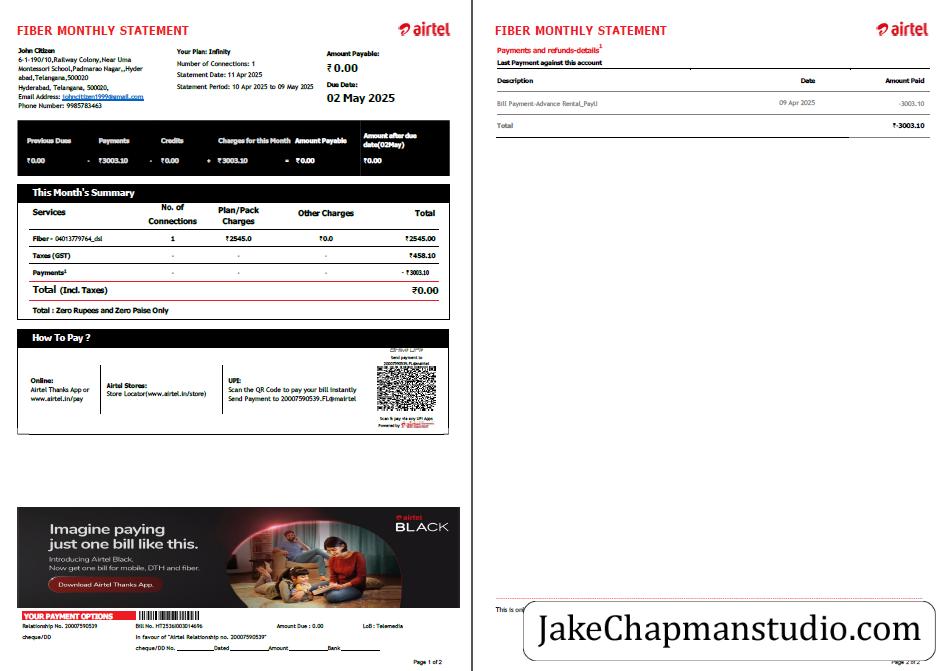 FIBER MONTHLY STATEMENT
airtel
John Citizen
6-1-190/10,Railway Colony,Near Uma
Montessori School,Padmarao Nagar,,Hyder
abad,Telangana,500020
Hyderabad, Telangana, 500020,
Email Address: johncitizen1999@gmail.com
Phone Number: 9985783463
Your Plan: Infinity
Number of Connections: 1
Statement Date: 11 Apr 2025
Statement Period: 10 Apr 2025 to 09 May 2025
Amount Payable:
₹ 0.00
Due Date:
02 May 2025
Previous Dues Payments Credits Charges for this Month Amount Payable Amount after due date(02May)
₹0.00 - ₹3003.10 - ₹0.00 + ₹3003.10 = ₹0.00 ₹0.00
This Month's Summary
Services No. of Connections Plan/Pack Charges Other Charges Total
Fiber - 04013779764_dsl 1 ₹2545.0 ₹0.0 ₹2545.00
Taxes (GST) - - - ₹458.10
Payments¹ - - - - ₹3003.10
Total (Incl. Taxes) ₹0.00
Total : Zero Rupees and Zero Paise Only
How To Pay ?
Online:
Airtel Thanks App or
www.airtel.in/pay
Airtel Stores:
Store Locator(www.airtel.in/store)
UPI:
Scan the QR Code to pay your bill instantly
Send Payment to 20007590539.FL@mairtel
Send payment to
20007590539.FL@mairtel
Scan & pay via any UPI Apps
Powered by
Imagine paying
just one bill like this.
Introducing Airtel Black.
Now get one bill for mobile, DTH and fiber.
Download Airtel Thanks App.
airtel
BLACK
YOUR PAYMENT OPTIONS
Relationship No. 20007590539 Bill No. HT2536I003014696 Amount Due : 0.00 LoB : Telemedia
cheque/DD In favour of "Airtel Relationship no. 20007590539"
cheque/DD No. Dated Amount Bank
Page 1 of 2
FIBER MONTHLY STATEMENT
airtel
Payments and refunds-details¹
Last Payment against this account
Description Date Amount Paid
Bill Payment-Advance Rental_PayU 09 Apr 2025 -3003.10
Total ₹-3003.10
This is
JakeChapmanstudio.com
Page 2 of 2